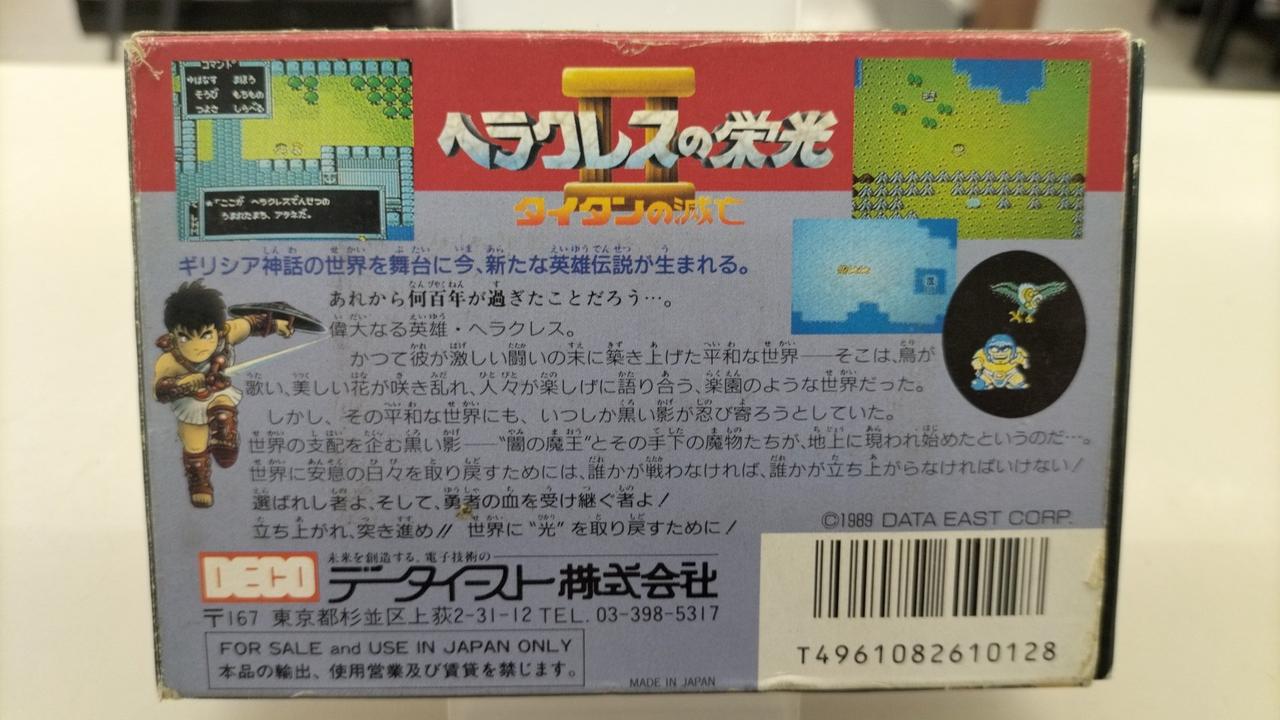 コマンド
はなす まほう
そうび もちもの
つよさ しらべる
★「ここが ヘラクレスでんせつの
うまれたまち、アテネだ。
II
ヘラクレスの栄光
タイタンの滅亡
ギリシア神話の世界を舞台に今、新たな英雄伝説が生まれる。
あれから何百年が過ぎたことだろう…。
偉大なる英雄・ヘラクレス。
かつて彼が激しい闘いの末に築き上げた平和な世界——そこは、鳥が
歌い、美しい花が咲き乱れ、人々が楽しげに語り合う、楽園のような世界だった。
しかし、その平和な世界にも、いつしか黒い影が忍び寄ろうとしていた。
世界の支配を企む黒い影——“闇の魔王”とその手下の魔物たちが、地上に現われ始めたというのだ…。
世界に安息の日々を取り戻すためには、誰かが戦わなければ、誰かが立ち上がらなければいけない！
選ばれし者よ、そして、勇者の血を受け継ぐ者よ！
立ち上がれ、突き進め!! 世界に“光”を取り戻すために！
©1989 DATA EAST CORP.
未来を創造する、電子技術の
DECO データイースト株式会社
〒167 東京都杉並区上荻2-31-12 TEL. 03-398-5317
FOR SALE and USE IN JAPAN ONLY
本品の輸出、使用営業及び賃貸を禁じます。
MADE IN JAPAN
T4961082610128